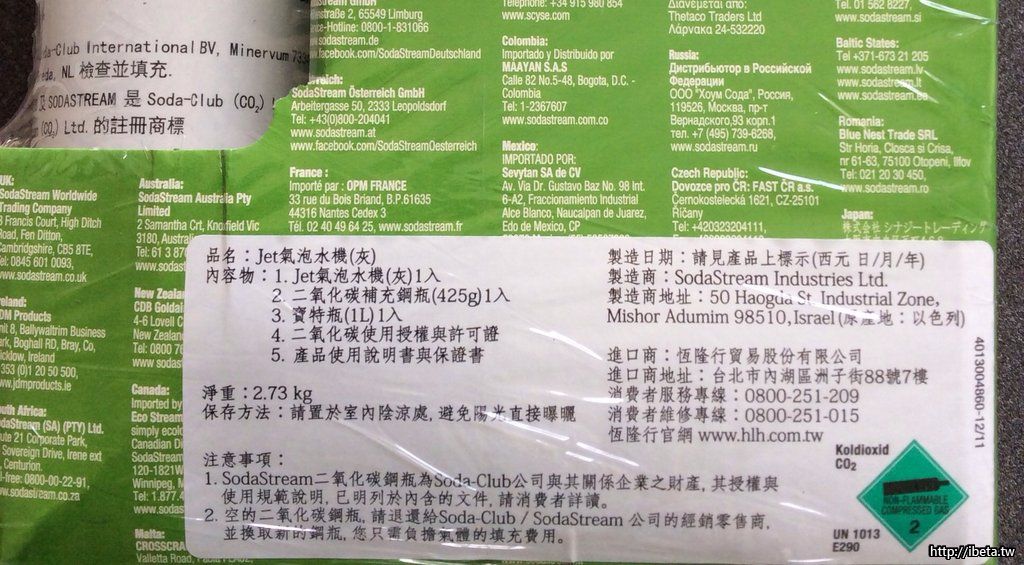 da-Club International BV, Minervum
NL 檢查並填充.
SODASTREAM 是 Soda-Club (CO₂)
(CO₂) Ltd. 的註冊商標
65549 Limburg
-Hotline: 0800-1-831066
sodastream.de
www.facebook.com/SodaStreamDeutschland
SodaStream Österreich GmbH
Arbeitergasse 50, 2333 Leopoldsdorf
Tel: +43(0)800-204041
www.sodastream.at
www.facebook.com/SodaStreamOesterreich
France :
Importé par : OPM FRANCE
33 rue du Bois Briand, B.P.61635
44316 Nantes Cedex 3
Tél. 02 40 49 64 25, www.sodastream.fr
Telephone: +34 915 980 854
www.scyse.com
Colombia:
Importado y Distribuido por
MAAYAN S.A.S
Calle 82 No.5-48, Bogota, D.C. -
Colombia
Tel: 1-2367607
www.sodastream.com.co
Mexico:
IMPORTADO POR:
Sevytan SA de CV
Av. Via Dr. Gustavo Baz No. 98 Int.
6-A2, Fraccionamiento Industrial
Alce Blanco, Naucalpan de Juarez,
Edo de Mexico, CP
Διανέμεται από:
Thetaco Traders Ltd
Λάρνακα 24-532220
Russia:
Дистрибьютор в Российской
Федерации
ООО "Хоум Сода", Россия,
119526, Москва, пр-т
Вернадского,93 корп.1
тел. +7 (495) 739-6268,
www.sodastream.ru
Czech Republic:
Dovozce pro ČR: FAST ČR a.s.
Černokostelecká 1621, CZ-25101
Říčany
Tel: +420323204111,
Tel. 01 562 8227,
www.sodastream.si
Baltic States:
Tel +371-673 21 205
www.sodastream.lv
www.sodastream.lt
www.sodastream.ee
Romania:
Blue Nest Trade SRL
Str Horia, Closca si Crisa,
nr 61-63, 75100 Otopeni, Ilfov
Tel: 021 20 30 450,
www.sodastream.ro
Japan:
株式会社 シナジートレーディング
UK:
SodaStream Worldwide
Trading Company
Francis Court, High Ditch
Road, Fen Ditton,
Cambridgshire, CB5 8TE,
Tel: 0845 601 0093,
www.sodastream.co.uk
DM Products
Unit 8, Ballywaltrim Business
Park, Boghall RD, Bray, Co,
Wicklow, Ireland
353 (0)1 20 50 500,
www.jdmproducts.ie
South Africa:
SodaStream (SA) (PTY) Ltd.
Suite 21 Corporate Park,
Sovereign Drive, Irene ext
Centurion.
-free: 0800-00-22-91,
www.sodastream.co.za
Australia:
SodaStream Australia Pty
Limited
2 Samantha Crt, Knoxfield Vic
3180, Australia
New Zealand
CDB Goldair
Canada:
Imported by
Eco Stream
Canadian
SodaStream
120-1821
Winnipeg,
Malta:
CROSSCRA
Valletta Road,
品名：Jet氣泡水機(灰)
內容物：1. Jet氣泡水機(灰)1入
2. 二氧化碳補充鋼瓶(425g)1入
3. 寶特瓶(1L)1入
4. 二氧化碳使用授權與許可證
5. 產品使用說明書與保證書
淨重：2.73 kg
保存方法：請置於室內陰涼處, 避免陽光直接曝曬
製造日期：請見產品上標示(西元 日/月/年)
製造商：SodaStream Industries Ltd.
製造商地址：50 Haogda St. Industrial Zone,
Mishor Adumim 98510, Israel (原產地：以色列)
進口商：恆隆行貿易股份有限公司
進口商地址：台北市內湖區洲子街88號7樓
消費者服務專線：0800-251-209
消費者維修專線：0800-251-015
恆隆行官網 www.hlh.com.tw
注意事項：
1. SodaStream二氧化碳鋼瓶為Soda-Club公司與其關係企業之財產, 其授權與
使用規範說明, 已明列於內含的文件, 請消費者詳讀。
2. 空的二氧化碳鋼瓶, 請退還給Soda-Club / SodaStream 公司的經銷零售商,
並換取新的鋼瓶, 您只需負擔氣體的填充費用。
4013004860-12/11
Koldioxid
CO₂
NON-FLAMMABLE
COMPRESSED GAS
2
UN 1013
E290
http://ibeta.tw